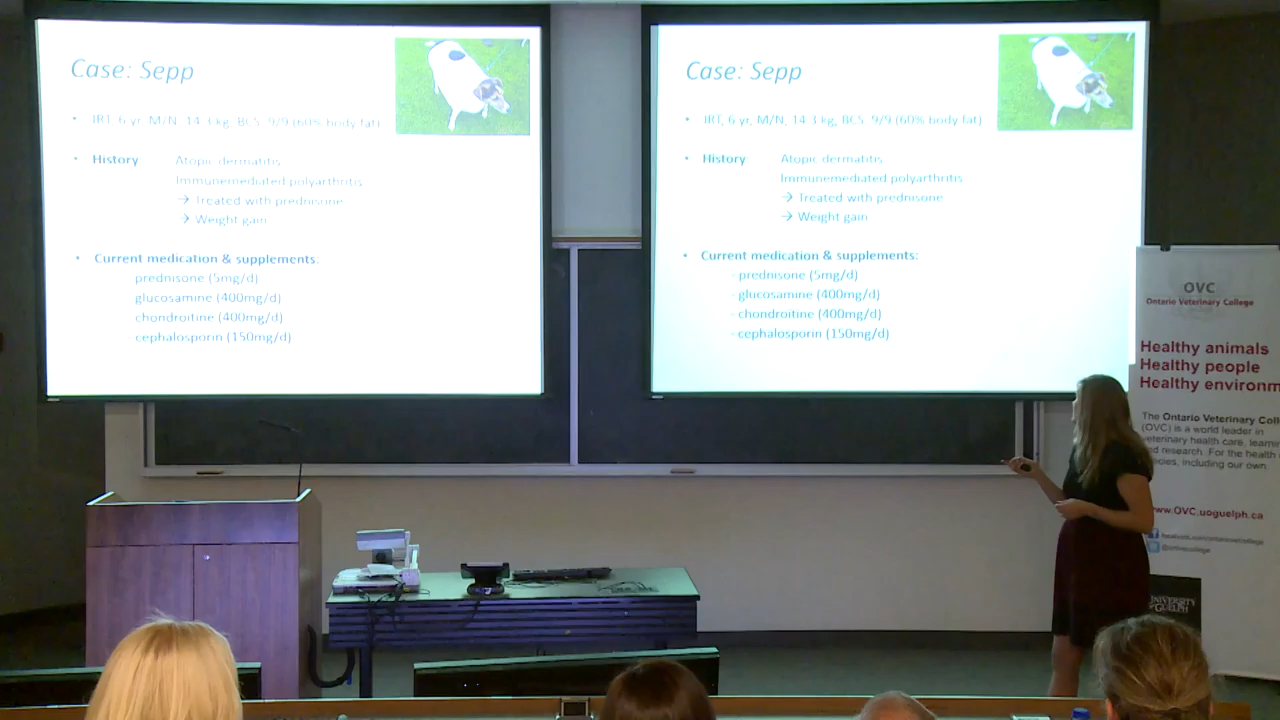 Case: Sepp
• JRT, 6 yr, M/N, 14.3 kg, BCS: 9/9 (60% body fat)
• History: Atopic dermatitis
Immunemediated polyarthritis
→ Treated with prednisone
→ Weight gain
• Current medication & supplements:
prednisone (5mg/d)
glucosamine (400mg/d)
chondroitine (400mg/d)
cephalosporin (150mg/d)
Case: Sepp
• JRT, 6 yr, M/N, 14.3 kg, BCS: 9/9 (60% body fat)
• History: Atopic dermatitis
Immunemediated polyarthritis
→ Treated with prednisone
→ Weight gain
• Current medication & supplements:
- prednisone (5mg/d)
- glucosamine (400mg/d)
- chondroitine (400mg/d)
- cephalosporin (150mg/d)
OVC
Ontario Veterinary College
Healthy animals
Healthy people
Healthy environm
The Ontario Veterinary Coll
(OVC) is a world leader in
veterinary health care, learnin
and research. For the health
species, including our own.
www.OVC.uoguelph.ca
UNIVERSITY
of GUELPH